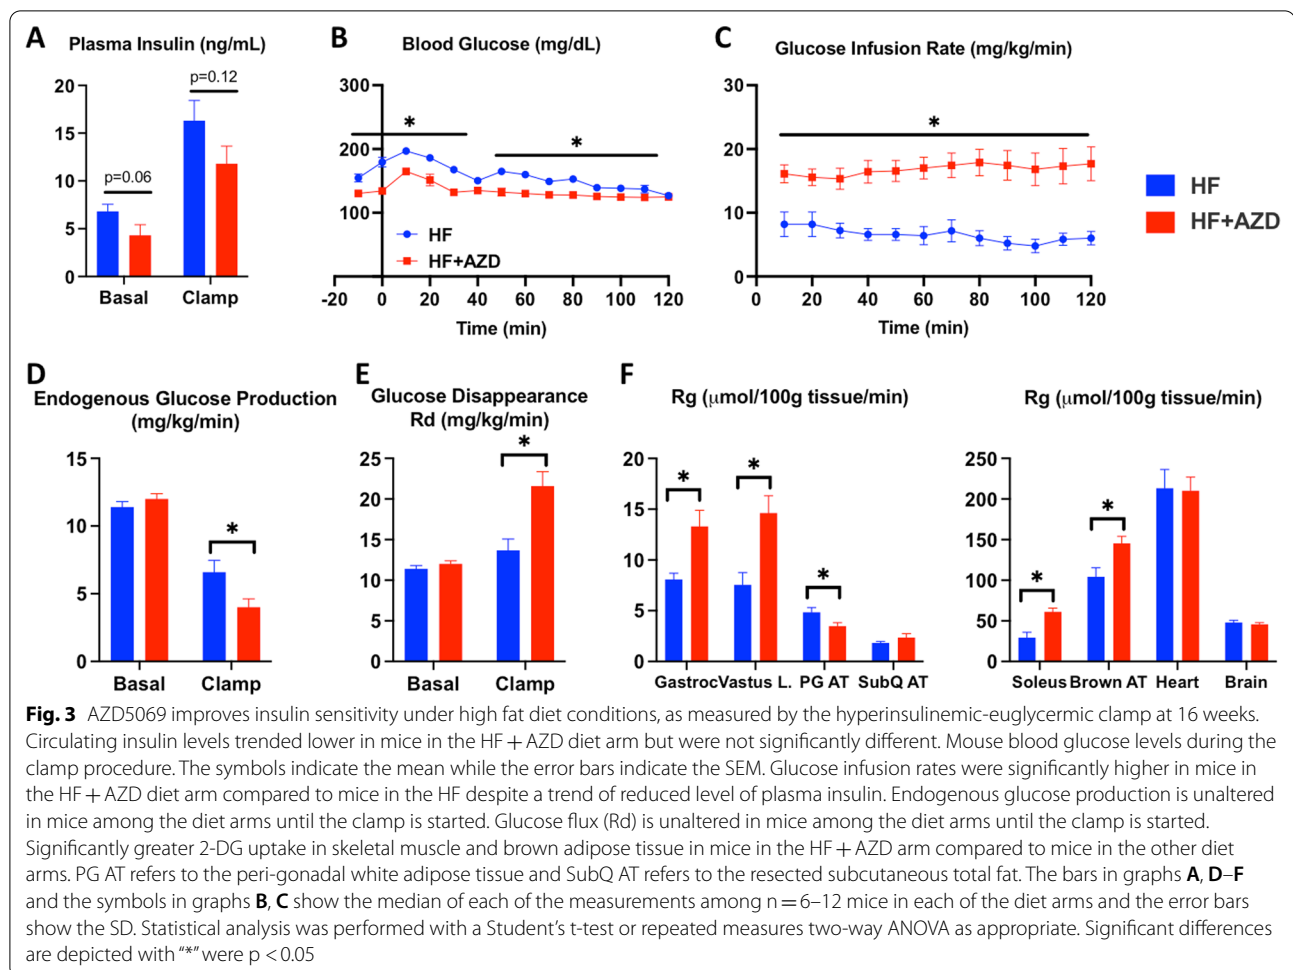 A
Plasma Insulin (ng/mL)
20
15
10
5
0
p=0.06
p=0.12
Basal
Clamp
B
Blood Glucose (mg/dL)
300
200
100
*
*
HF
HF+AZD
-20
0
20
40
60
80
100
120
Time (min)
C
Glucose Infusion Rate (mg/kg/min)
30
20
10
0
*
0
20
40
60
80
100
120
Time (min)
HF
HF+AZD
D
Endogenous Glucose Production
(mg/kg/min)
15
10
5
0
*
Basal
Clamp
E
Glucose Disappearance
Rd (mg/kg/min)
25
20
15
10
5
0
*
Basal
Clamp
F
Rg (μmol/100g tissue/min)
20
15
10
5
0
*
*
*
Gastroc
Vastus L.
PG AT
SubQ AT
Rg (μmol/100g tissue/min)
250
200
150
100
50
0
*
*
Soleus
Brown AT
Heart
Brain
Fig. 3 AZD5069 improves insulin sensitivity under high fat diet conditions, as measured by the hyperinsulinemic-euglycermic clamp at 16 weeks.
Circulating insulin levels trended lower in mice in the HF + AZD diet arm but were not significantly different. Mouse blood glucose levels during the
clamp procedure. The symbols indicate the mean while the error bars indicate the SEM. Glucose infusion rates were significantly higher in mice in
the HF + AZD diet arm compared to mice in the HF despite a trend of reduced level of plasma insulin. Endogenous glucose production is unaltered
in mice among the diet arms until the clamp is started. Glucose flux (Rd) is unaltered in mice among the diet arms until the clamp is started.
Significantly greater 2-DG uptake in skeletal muscle and brown adipose tissue in mice in the HF + AZD arm compared to mice in the other diet
arms. PG AT refers to the peri-gonadal white adipose tissue and SubQ AT refers to the resected subcutaneous total fat. The bars in graphs A, D–F
and the symbols in graphs B, C show the median of each of the measurements among n = 6–12 mice in each of the diet arms and the error bars
show the SD. Statistical analysis was performed with a Student's t-test or repeated measures two-way ANOVA as appropriate. Significant differences
are depicted with "*" were p < 0.05